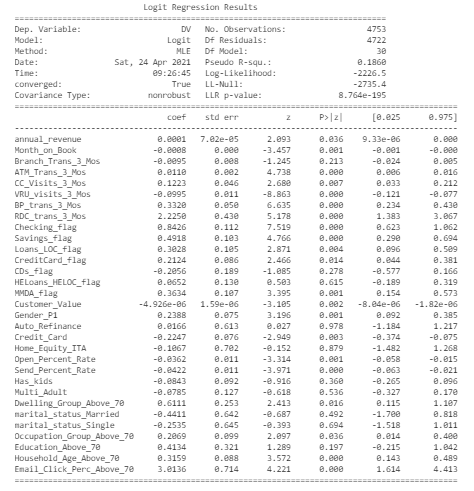 Logit Regression Results
Dep. Variable: DV No. Observations: 4753
Model: Logit Df Residuals: 4722
Method: MLE Df Model: 30
Date: Sat, 24 Apr 2021 Pseudo R-squ.: 0.1860
Time: 09:26:45 Log-Likelihood: -2226.5
converged: True LL-Null: -2735.4
Covariance Type: nonrobust LLR p-value: 8.764e-195
coef std err z P>|z| [0.025 0.975]
annual_revenue 0.0001 7.02e-05 2.093 0.036 9.33e-06 0.000
Month_on_Book -0.0008 0.000 -3.457 0.001 -0.001 -0.000
Branch_Trans_3_Mos -0.0095 0.008 -1.245 0.213 -0.024 0.005
ATM_Trans_3_Mos 0.0110 0.002 4.738 0.000 0.006 0.016
CC_Visits_3_Mos 0.1223 0.046 2.680 0.007 0.033 0.212
VRU_visits_3_Mos -0.0995 0.011 -8.863 0.000 -0.121 -0.077
BP_trans_3_Mos 0.3320 0.050 6.635 0.000 0.234 0.430
RDC_trans_3_Mos 2.2250 0.430 5.178 0.000 1.383 3.067
Checking_flag 0.8426 0.112 7.519 0.000 0.623 1.062
Savings_flag 0.4918 0.103 4.766 0.000 0.290 0.694
Loans_LOC_flag 0.3028 0.105 2.871 0.004 0.096 0.509
CreditCard_flag 0.2124 0.086 2.466 0.014 0.044 0.381
CDs_flag -0.2056 0.189 -1.085 0.278 -0.577 0.166
HELoans_HELOC_flag 0.0652 0.130 0.503 0.615 -0.189 0.319
MMDA_flag 0.3634 0.107 3.395 0.001 0.154 0.573
Customer_Value -4.926e-06 1.59e-06 -3.105 0.002 -8.04e-06 -1.82e-06
Gender_P1 0.2388 0.075 3.196 0.001 0.092 0.385
Auto_Refinance 0.0166 0.613 0.027 0.978 -1.184 1.217
Credit_Card -0.2247 0.076 -2.949 0.003 -0.374 -0.075
Home_Equity_ITA -0.1067 0.702 -0.152 0.879 -1.482 1.268
Open_Percent_Rate -0.0362 0.011 -3.314 0.001 -0.058 -0.015
Send_Percent_Rate -0.0422 0.011 -3.971 0.000 -0.063 -0.021
Has_kids -0.0843 0.092 -0.916 0.360 -0.265 0.096
Multi_Adult -0.0785 0.127 -0.618 0.536 -0.327 0.170
Dwelling_Group_Above_70 0.6111 0.253 2.413 0.016 0.115 1.107
marital_status_Married -0.4411 0.642 -0.687 0.492 -1.700 0.818
marital_status_Single -0.2535 0.645 -0.393 0.694 -1.518 1.011
Occupation_Group_Above_70 0.2069 0.099 2.097 0.036 0.014 0.400
Education_Above_70 0.4134 0.321 1.289 0.197 -0.215 1.042
Household_Age_Above_70 0.3159 0.088 3.572 0.000 0.143 0.489
Email_Click_Perc_Above_70 3.0136 0.714 4.221 0.000 1.614 4.413